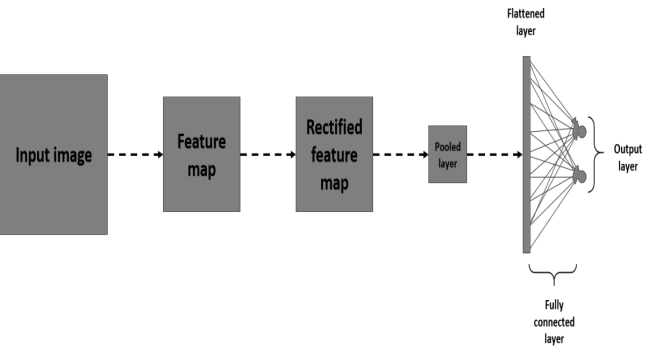 Flattened
layer
Input image
Feature
map
Rectified
feature
map
Pooled
layer
Output
layer
Fully
connected
layer